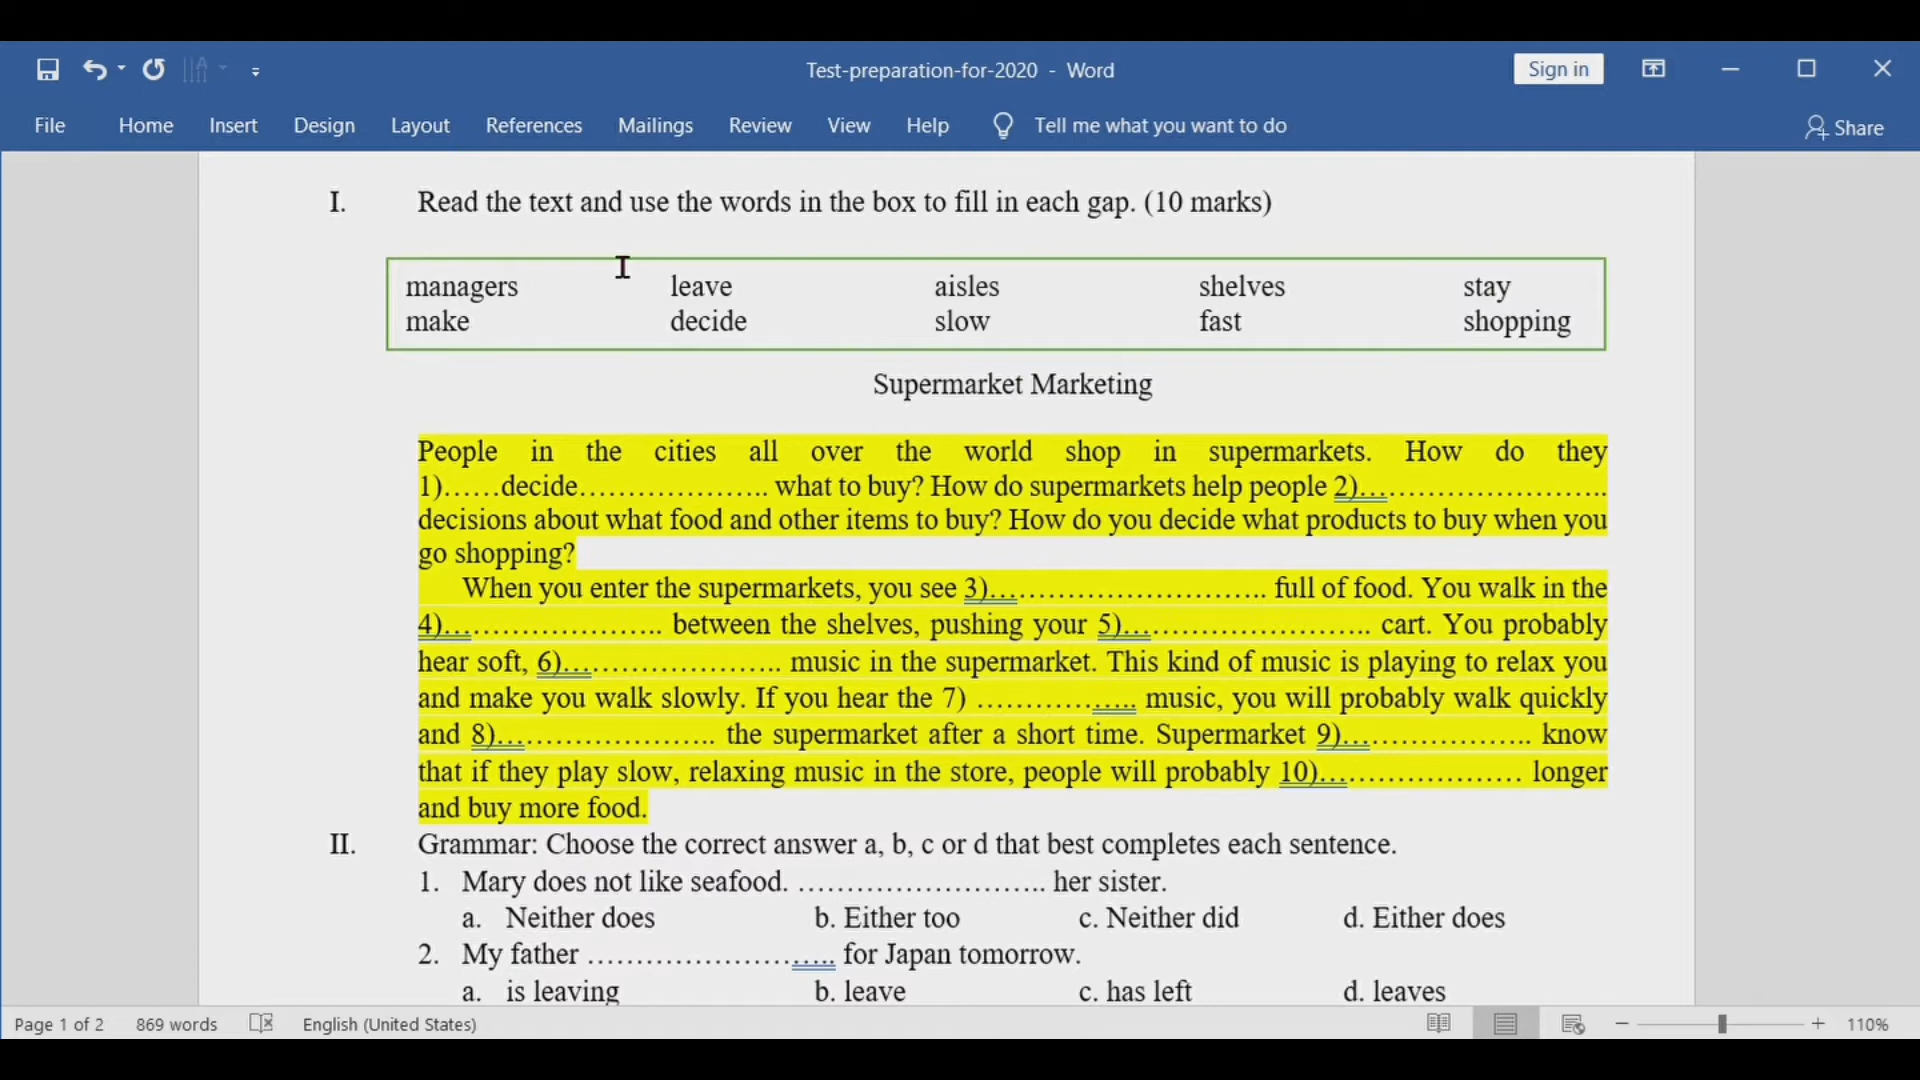 Test-preparation-for-2020 - Word
Sign in
File Home Insert Design Layout References Mailings Review View Help Tell me what you want to do Share
I. Read the text and use the words in the box to fill in each gap. (10 marks)
managers leave aisles shelves stay
make decide slow fast shopping
Supermarket Marketing
People in the cities all over the world shop in supermarkets. How do they
1)……decide……………….. what to buy? How do supermarkets help people 2)……………………..
decisions about what food and other items to buy? How do you decide what products to buy when you
go shopping?
When you enter the supermarkets, you see 3)……………………….. full of food. You walk in the
4)………………….. between the shelves, pushing your 5)…………………….. cart. You probably
hear soft, 6)………………….. music in the supermarket. This kind of music is playing to relax you
and make you walk slowly. If you hear the 7) …………….. music, you will probably walk quickly
and 8)………………….. the supermarket after a short time. Supermarket 9)……………….. know
that if they play slow, relaxing music in the store, people will probably 10)………………… longer
and buy more food.
II. Grammar: Choose the correct answer a, b, c or d that best completes each sentence.
1. Mary does not like seafood. …………………….. her sister.
a. Neither does b. Either too c. Neither did d. Either does
2. My father …………………….. for Japan tomorrow.
a. is leaving b. leave c. has left d. leaves
Page 1 of 2 869 words English (United States) 110%